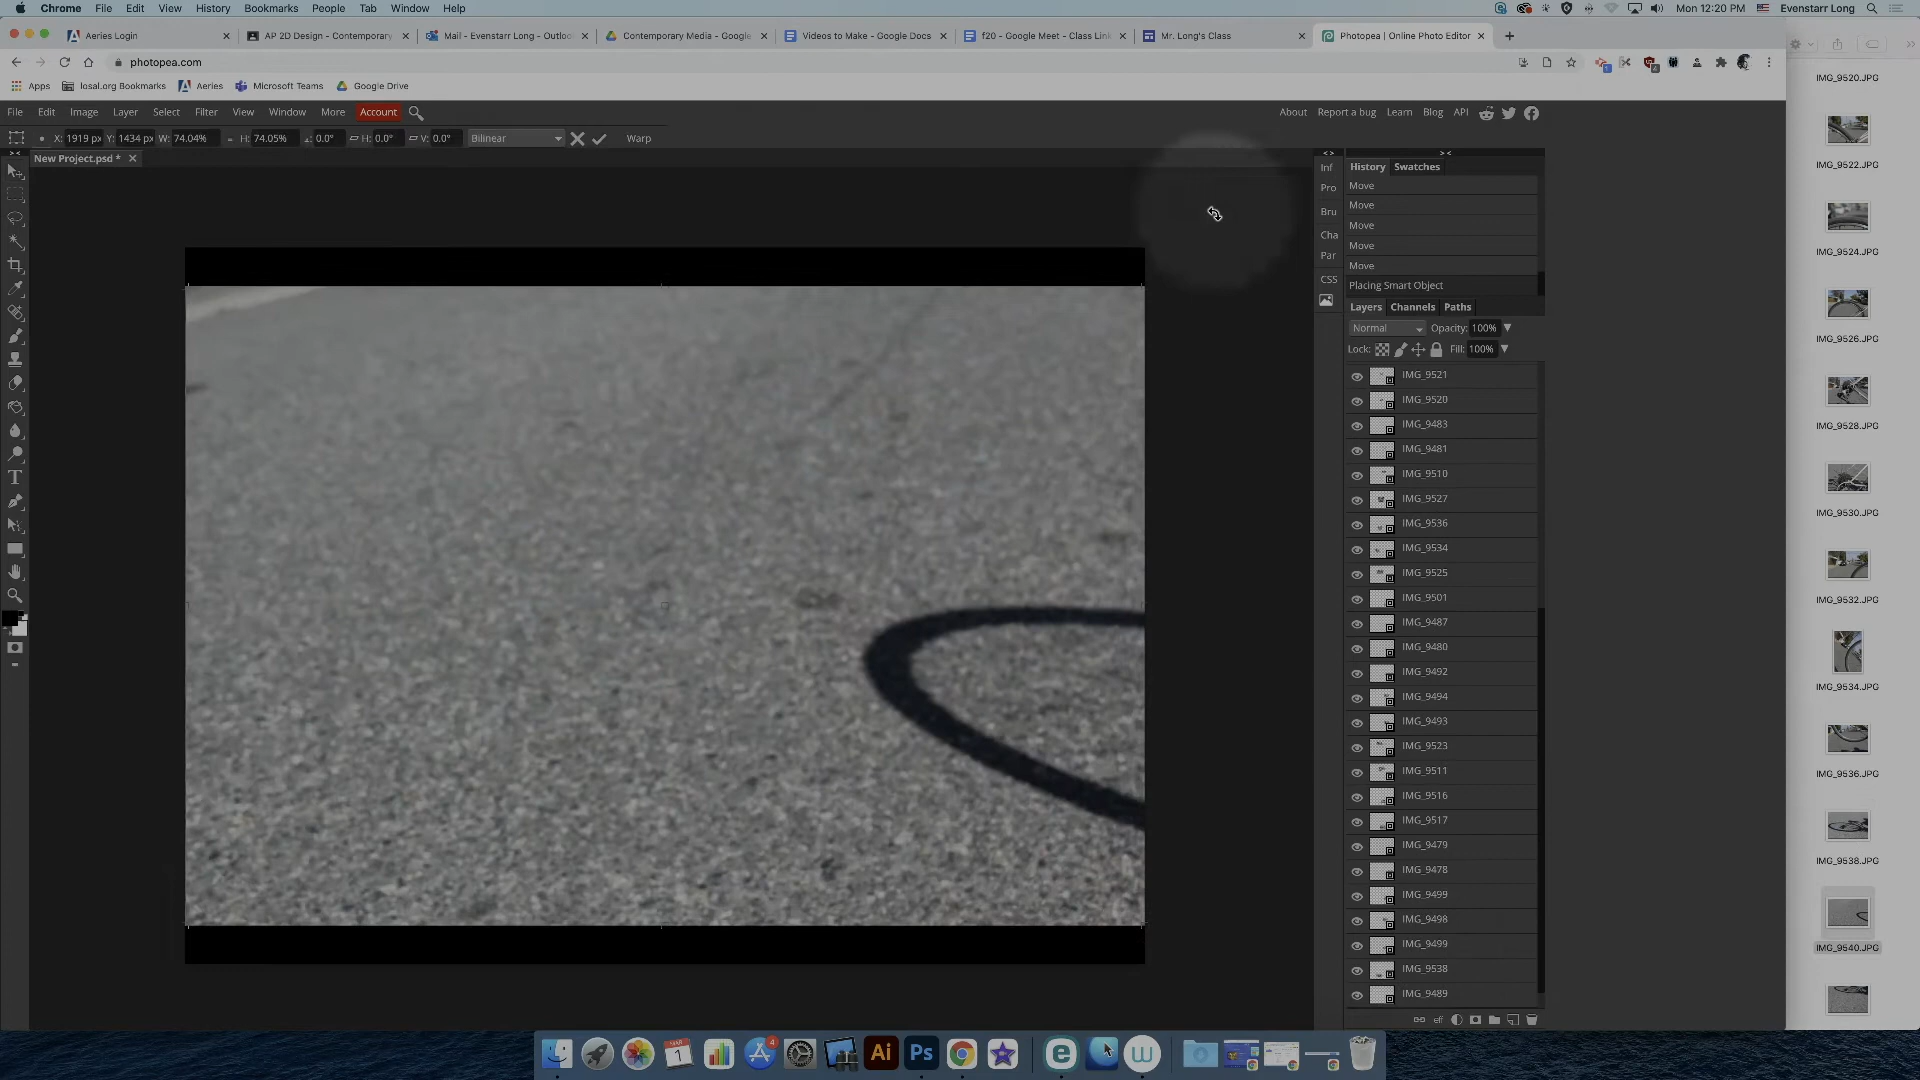 Chrome File Edit View History Bookmarks People Tab Window Help Mon 12:20 PM Evenstarr Long
Aeries Login AP 2D Design - Contemporary Mail - Evenstarr Long - Outloo Contemporary Media - Google Videos to Make - Google Docs f20 - Google Meet - Class Link Mr. Long's Class Photopea | Online Photo Editor
photopea.com
Apps losal.org Bookmarks Aeries Microsoft Teams Google Drive
File Edit Image Layer Select Filter View Window More Account About Report a bug Learn Blog API
X: 1919 px Y: 1434 px W: 74.04% H: 74.05% 0.0° H: 0.0° V: 0.0° Bilinear Warp
New Project.psd *
Inf
Pro
Bru
Cha
Par
CSS
History Swatches
Move
Move
Move
Move
Move
Placing Smart Object
Layers Channels Paths
Normal Opacity: 100%
Lock: Fill: 100%
IMG_9521
IMG_9520
IMG_9483
IMG_9481
IMG_9510
IMG_9527
IMG_9536
IMG_9534
IMG_9525
IMG_9501
IMG_9487
IMG_9480
IMG_9492
IMG_9494
IMG_9493
IMG_9523
IMG_9511
IMG_9516
IMG_9517
IMG_9479
IMG_9478
IMG_9499
IMG_9498
IMG_9499
IMG_9538
IMG_9489
eff
IMG_9520.JPG
IMG_9522.JPG
IMG_9524.JPG
IMG_9526.JPG
IMG_9528.JPG
IMG_9530.JPG
IMG_9532.JPG
IMG_9534.JPG
IMG_9536.JPG
IMG_9538.JPG
IMG_9540.JPG
MAR
1
4
Ai
Ps
e
W